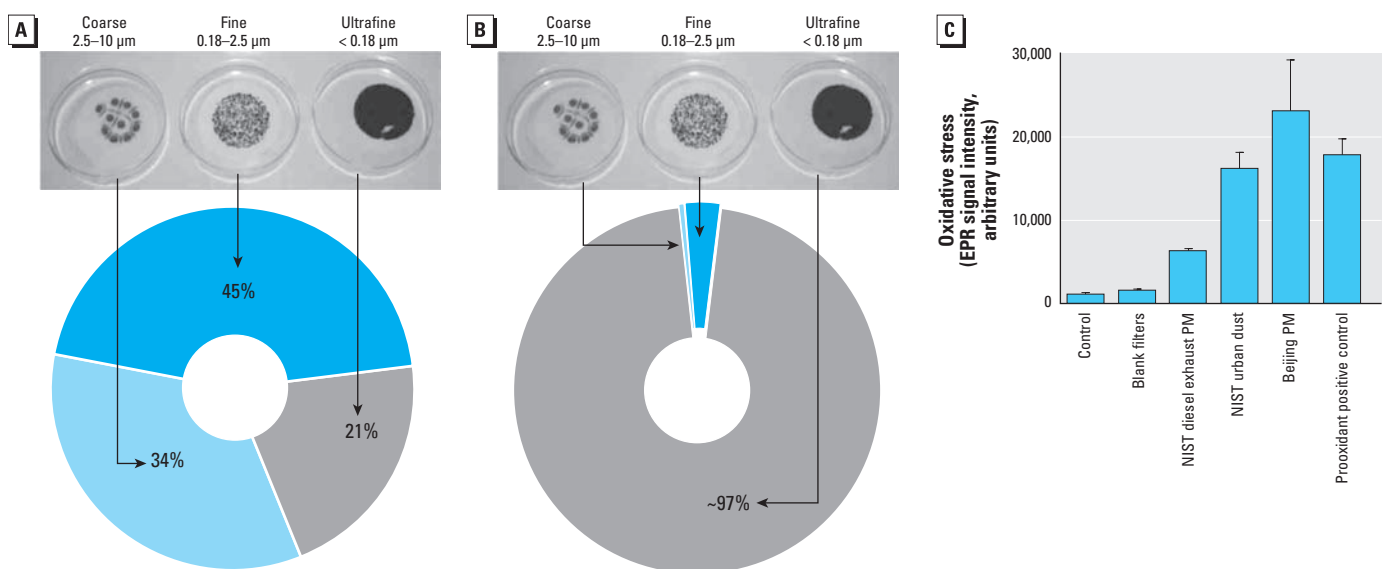 A
Coarse
2.5–10 µm
Fine
0.18–2.5 µm
Ultrafine
< 0.18 µm
45%
34%
21%
B
Coarse
2.5–10 µm
Fine
0.18–2.5 µm
Ultrafine
< 0.18 µm
~97%
C
Oxidative stress
(EPR signal intensity,
arbitrary units)
30,000
20,000
10,000
0
Control
Blank filters
NIST diesel exhaust PM
NIST urban dust
Beijing PM
Prooxidant positive control